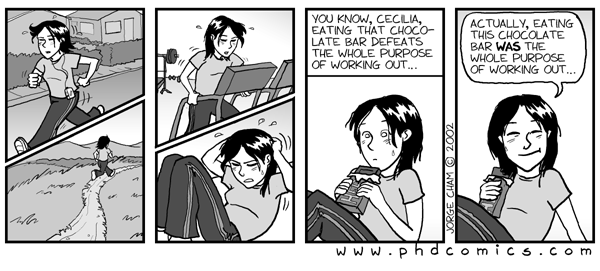 YOU KNOW, CECILIA,
EATING THAT CHOCO-
LATE BAR DEFEATS
THE WHOLE PURPOSE
OF WORKING OUT...
ACTUALLY, EATING
THIS CHOCOLATE
BAR WAS THE
WHOLE PURPOSE
OF WORKING OUT...
JORGE CHAM © 2002
www.phdcomics.com